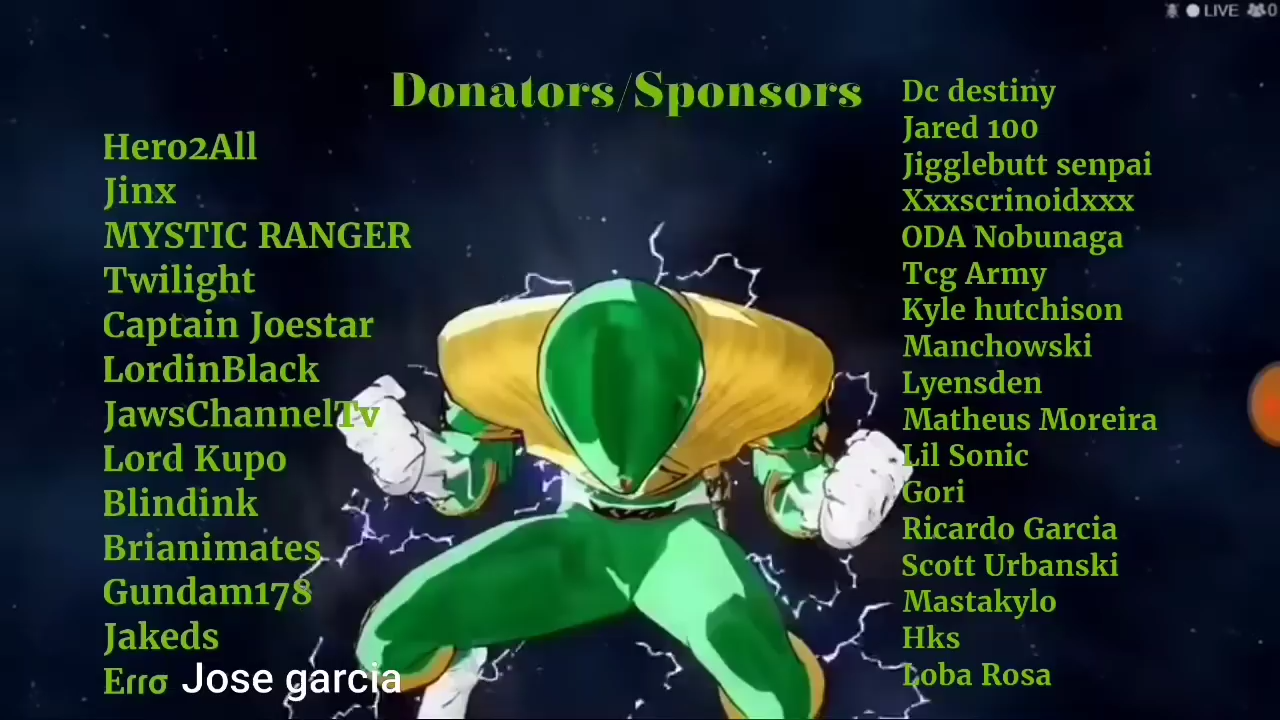 LIVE 0
Donators/Sponsors
Hero2All
Jinx
MYSTIC RANGER
Twilight
Captain Joestar
LordinBlack
JawsChannelTv
Lord Kupo
Blindink
Brianimates
Gundam178
Jakeds
Errσ Jose garcia
Dc destiny
Jared 100
Jigglebutt senpai
Xxxscrinoidxxx
ODA Nobunaga
Tcg Army
Kyle hutchison
Manchowski
Lyensden
Matheus Moreira
Lil Sonic
Gori
Ricardo Garcia
Scott Urbanski
Mastakylo
Hks
Loba Rosa